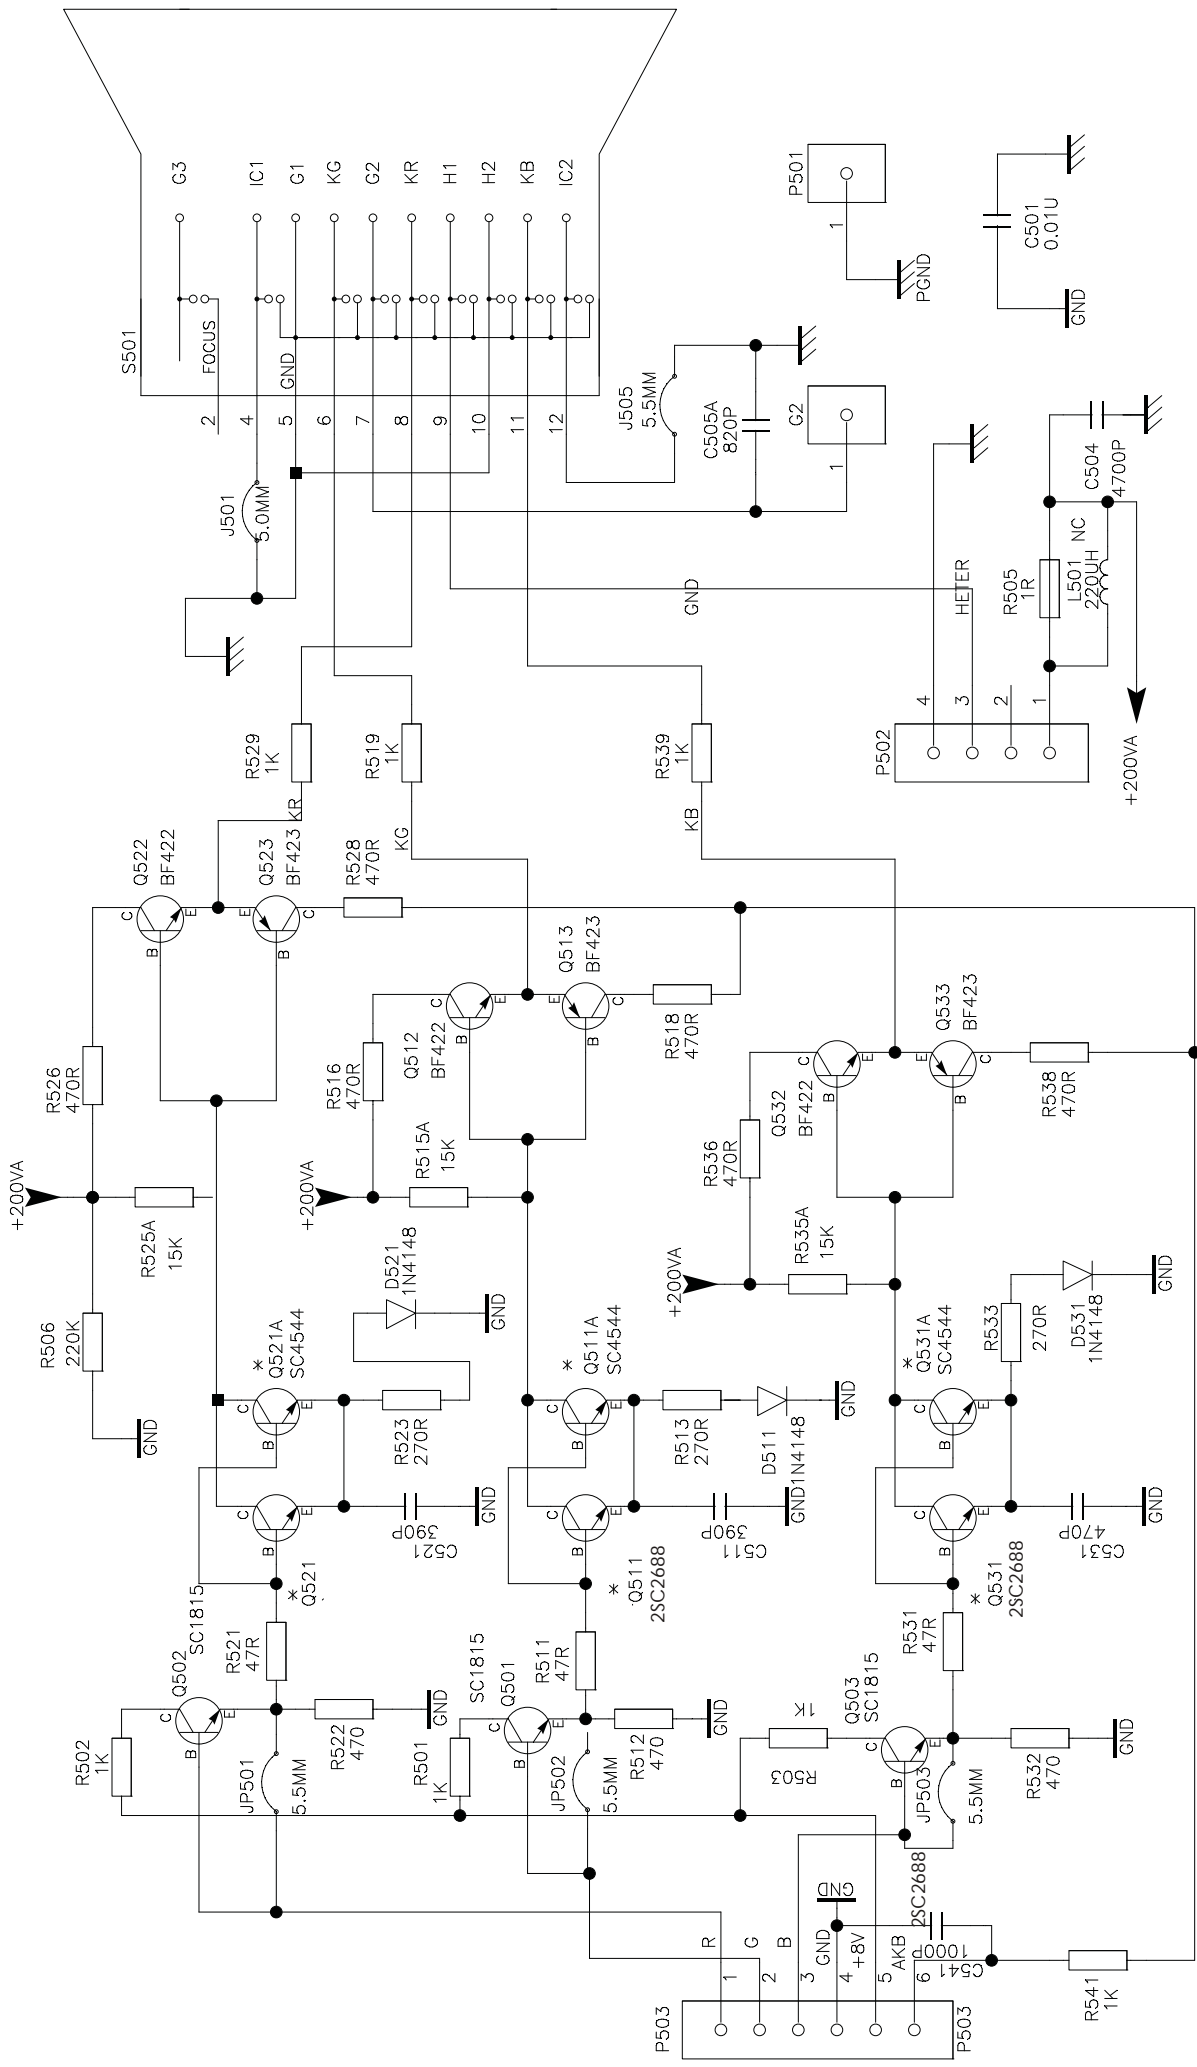 S501
G3
FOCUS
2
IC1
4
G1
GND
5
KG
6
G2
7
KR
8
H1
9
H2
10
KB
11
IC2
12
J501
5.0MM
J505
5.5MM
C505A
820P
G2
1
P501
1
PGND
C501
0.01U
GND
C504
4700P
HETER
GND
R505
1R
L501
220UH
NC
P502
4
3
2
1
+200VA
R529
1K
KR
R519
1K
KG
R539
1K
KB
Q522
BF422
C
B
E
Q523
BF423
E
B
C
R528
470R
Q513
BF423
E
B
C
R518
470R
Q512
BF422
C
B
E
R516
470R
R526
470R
+200VA
R525A
15K
R506
220K
GND
+200VA
R515A
15K
Q533
BF423
E
B
C
Q532
BF422
C
B
E
R536
470R
R538
470R
+200VA
R535A
15K
D521
1N4148
GND
*
Q521A
SC4544
C
B
E
R523
270R
*
Q511A
SC4544
C
B
E
R513
270R
D511
1N4148
GND
*
Q531A
SC4544
C
B
E
R533
270R
D531
1N4148
GND
C
B
E
*
Q521
C521
390P
GND
C
B
E
*
Q511
2SC2688
C511
390P
GND
C
B
E
*
Q531
2SC2688
C531
470P
GND
Q502
SC1815
C
B
E
R521
47R
R502
1K
R522
470
GND
JP501
5.5MM
SC1815
Q501
C
B
E
R511
47R
R501
1K
R512
470
GND
JP502
5.5MM
R503
1K
Q503
SC1815
C
B
E
R531
47R
R532
470
GND
JP503
5.5MM
2SC2688
P503
R
1
G
2
B
3
GND
4
+8V
5
AKB
6
P503
GND
C541
1000P
R541
1K